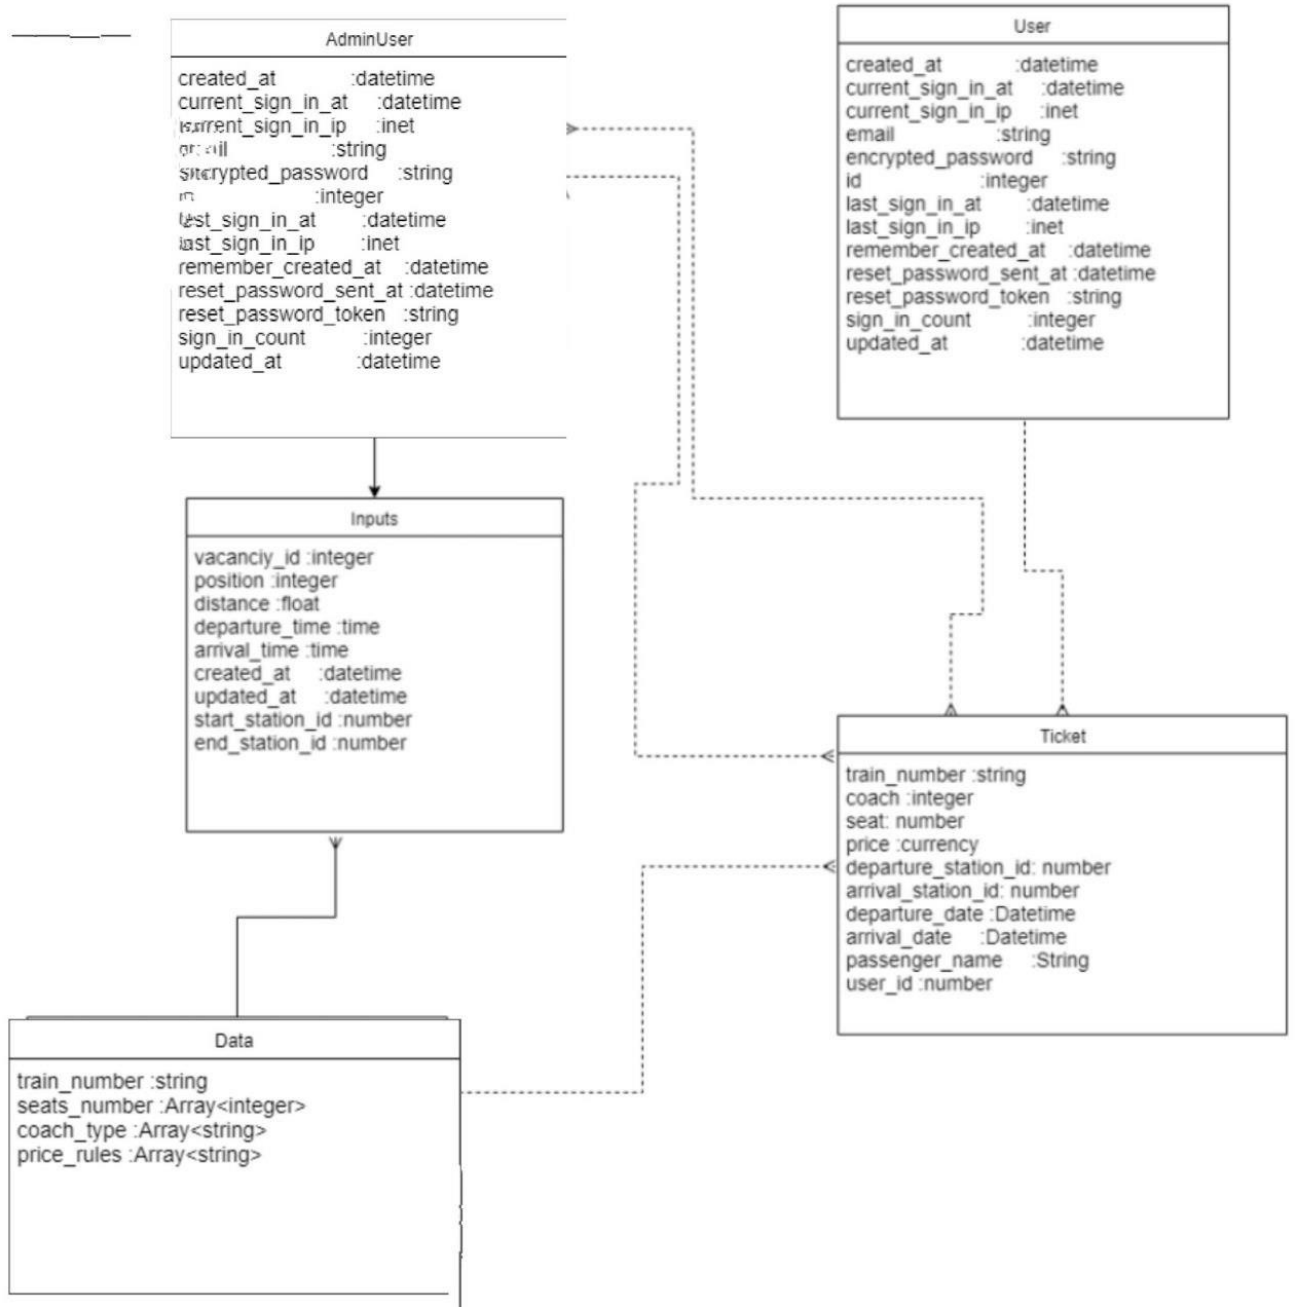 AdminUser
created_at :datetime
current_sign_in_at :datetime
:inet
:string
:string
:integer
last_sign_in_at :datetime
last_sign_in_ip :inet
remember_created_at :datetime
reset_password_sent_at :datetime
reset_password_token :string
sign_in_count :integer
updated_at :datetime
User
created_at :datetime
current_sign_in_at :datetime
current_sign_in_ip :inet
email :string
encrypted_password :string
id :integer
last_sign_in_at :datetime
last_sign_in_ip :inet
remember_created_at :datetime
reset_password_sent_at :datetime
reset_password_token :string
sign_in_count :integer
updated_at :datetime
Inputs
vacanciy_id :integer
position :integer
distance :float
departure_time :time
arrival_time :time
created_at :datetime
updated_at :datetime
start_station_id :number
end_station_id :number
Ticket
train_number :string
coach :integer
seat: number
price :currency
departure_station_id: number
arrival_station_id: number
departure_date :Datetime
arrival_date :Datetime
passenger_name :String
user_id :number
Data
train_number :string
seats_number :Array<integer>
coach_type :Array<string>
price_rules :Array<string>